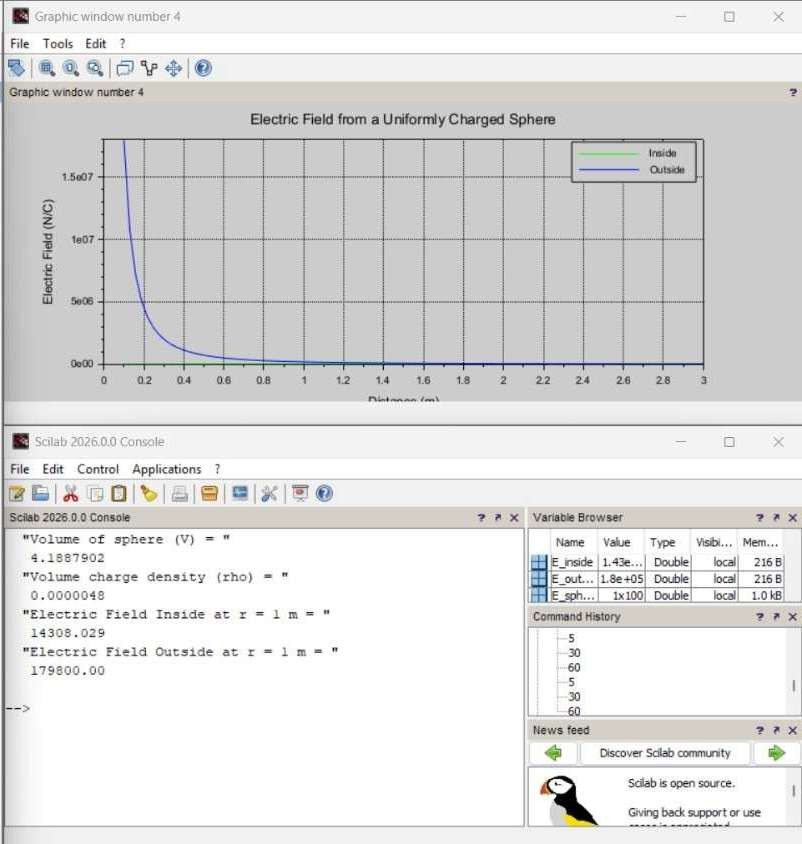 Graphic window number 4
File Tools Edit ?
Graphic window number 4 ?
Electric Field from a Uniformly Charged Sphere
Inside
Outside
Electric Field (N/C)
1.5e07
1e07
5e06
0e00
0 0.2 0.4 0.6 0.8 1 1.2 1.4 1.6 1.8 2 2.2 2.4 2.6 2.8 3
Distance (m)
Scilab 2026.0.0 Console
File Edit Control Applications ?
Scilab 2026.0.0 Console ?
"Volume of sphere (V) = "
4.1887902
"Volume charge density (rho) = "
0.0000048
"Electric Field Inside at r = 1 m = "
14308.029
"Electric Field Outside at r = 1 m = "
179800.00
-->
Variable Browser ?
Name Value Type Visibi... Mem...
E_inside 1.43e... Double local 216 B
E_out... 1.8e+05 Double local 216 B
E_sph... 1x100 Double local 1.0 kB
Command History ?
5
30
60
5
30
60
News feed ?
Discover Scilab community
Scilab is open source.
Giving back support or use